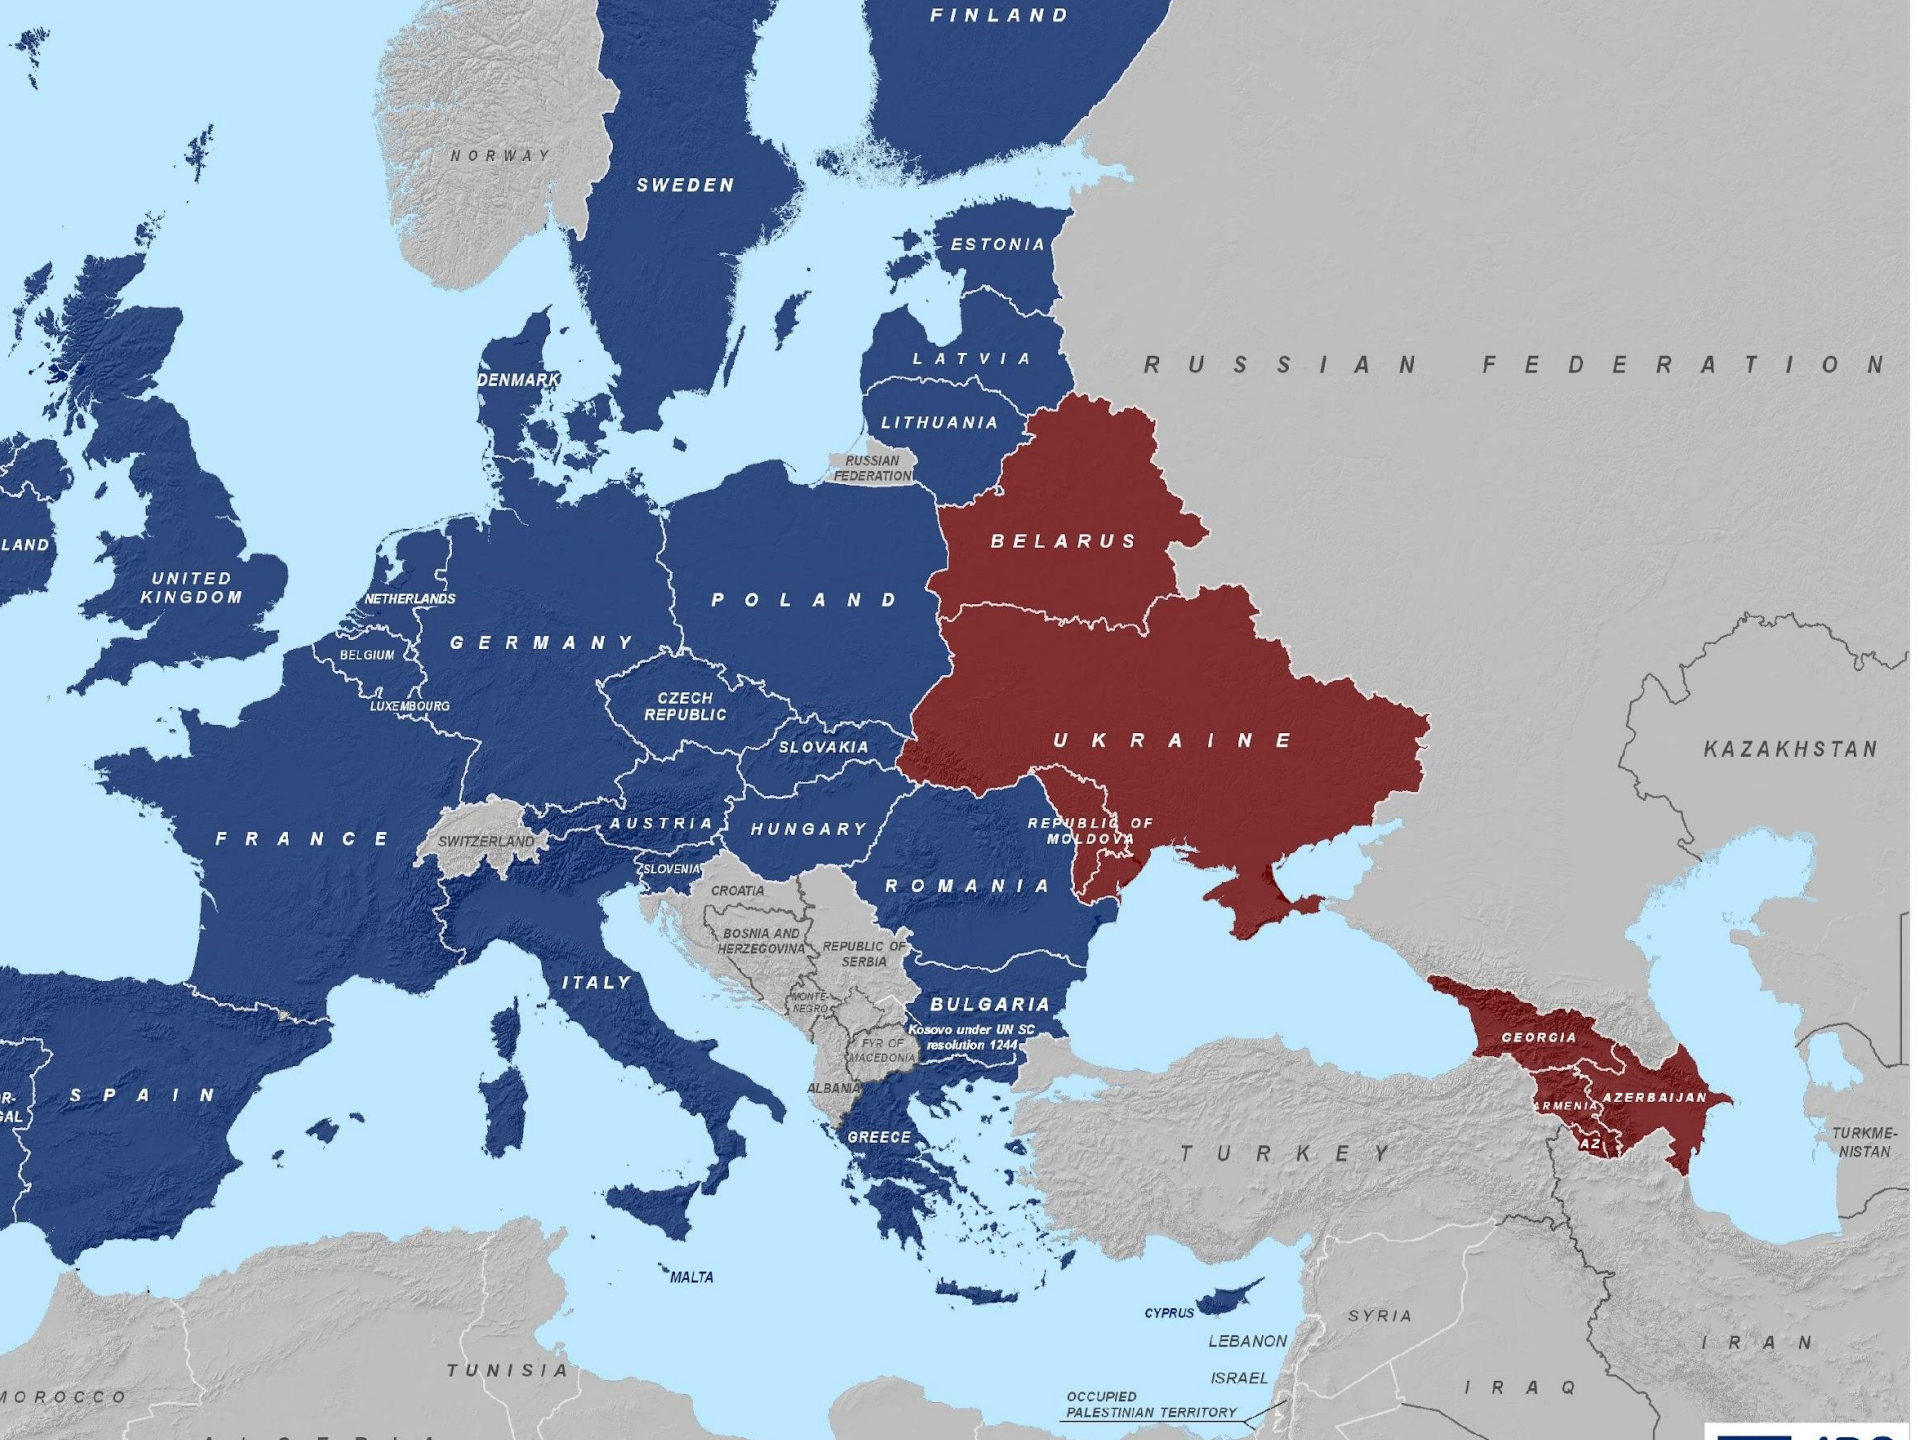 FINLAND
NORWAY
SWEDEN
ESTONIA
RUSSIAN FEDERATION
LATVIA
DENMARK
LITHUANIA
RUSSIAN
FEDERATION
LAND
BELARUS
UNITED
KINGDOM
NETHERLANDS
POLAND
GERMANY
BELGIUM
LUXEMBOURG
CZECH
REPUBLIC
SLOVAKIA
UKRAINE
KAZAKHSTAN
FRANCE
SWITZERLAND
AUSTRIA
HUNGARY
REPUBLIC OF
MOLDOVA
SLOVENIA
CROATIA
ROMANIA
BOSNIA AND
HERZEGOVINA
REPUBLIC OF
SERBIA
ITALY
MONTE-
NEGRO
BULGARIA
Kosovo under UN SC
resolution 1244
FYR OF
MACEDONIA
GEORGIA
ALBANIA
SPAIN
R-
GAL
ARMENIA
AZERBAIJAN
AZ
GREECE
TURKEY
TURKME-
NISTAN
MALTA
CYPRUS
SYRIA
LEBANON
IRAN
TUNISIA
ISRAEL
IRAQ
MOROCCO
OCCUPIED
PALESTINIAN TERRITORY